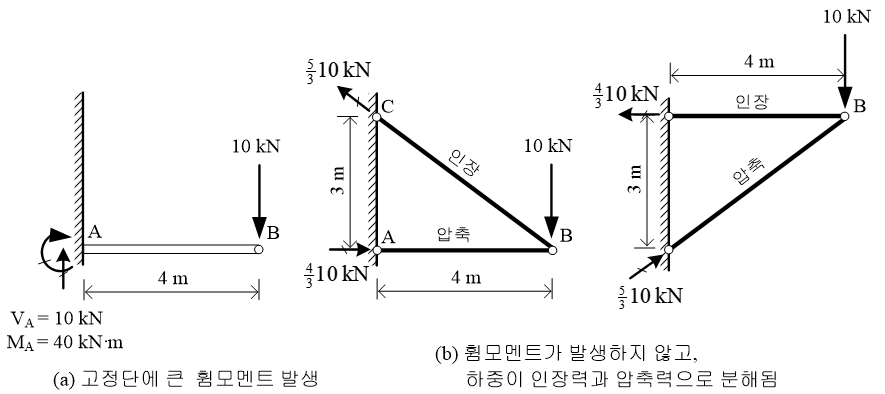 10 kN
A
B
4 m
V_A = 10 kN
M_A = 40 kN·m
(a) 고정단에 큰 휨모멘트 발생
5/3 10 kN
C
인장
10 kN
3 m
A
압축
B
4/3 10 kN
4 m
10 kN
4 m
4/3 10 kN
인장
B
3 m
압축
5/3 10 kN
(b) 휨모멘트가 발생하지 않고,
하중이 인장력과 압축력으로 분해됨